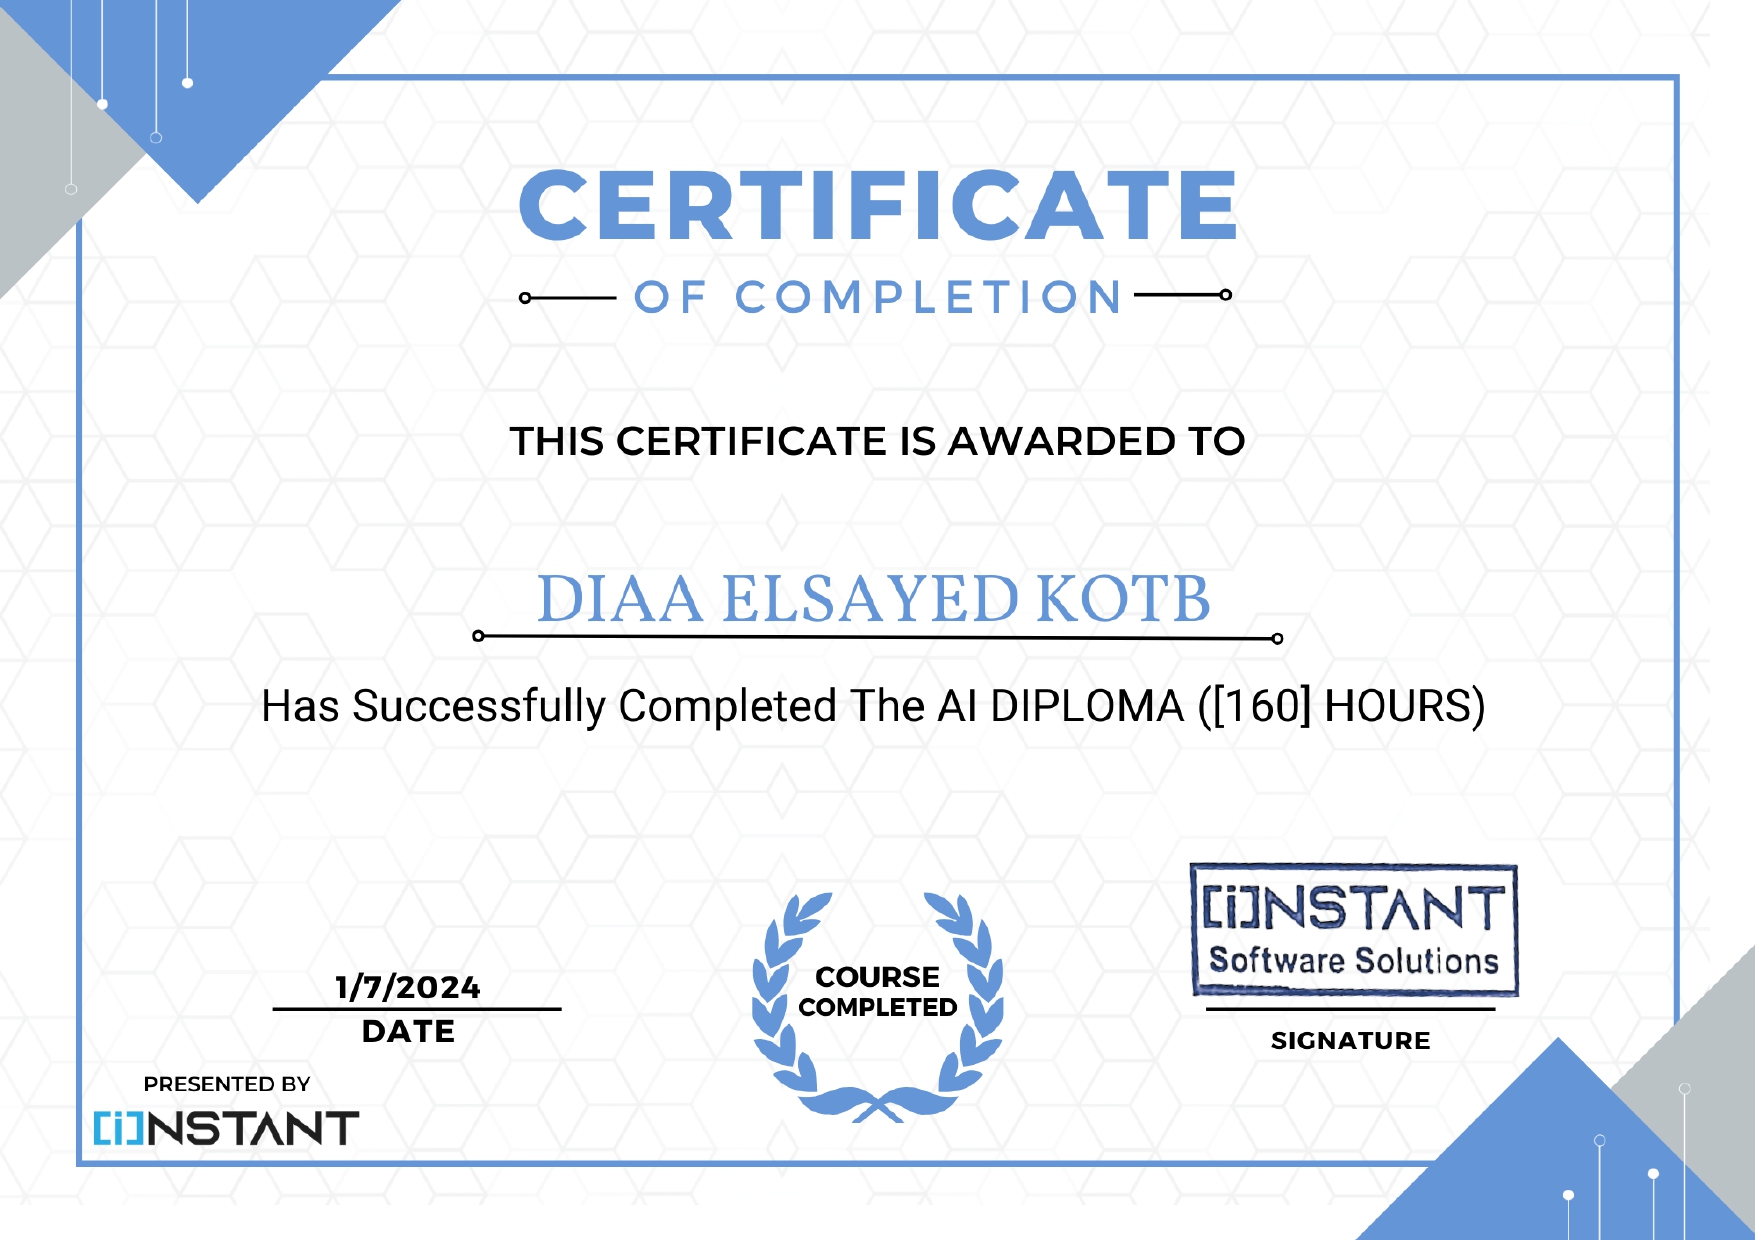 CERTIFICATE
OF COMPLETION
THIS CERTIFICATE IS AWARDED TO
DIAA ELSAYED KOTB
Has Successfully Completed The AI DIPLOMA ([160] HOURS)
1/7/2024
DATE
COURSE
COMPLETED
[i]NSTANT
Software Solutions
SIGNATURE
PRESENTED BY
[i]NSTANT